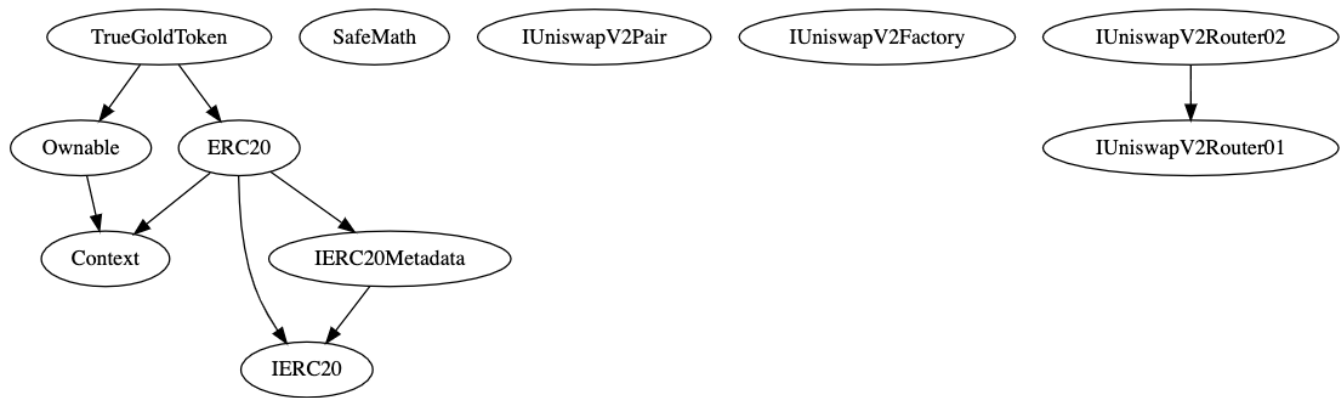 TrueGoldToken
SafeMath
IUniswapV2Pair
IUniswapV2Factory
IUniswapV2Router02
Ownable
ERC20
IUniswapV2Router01
Context
IERC20Metadata
IERC20